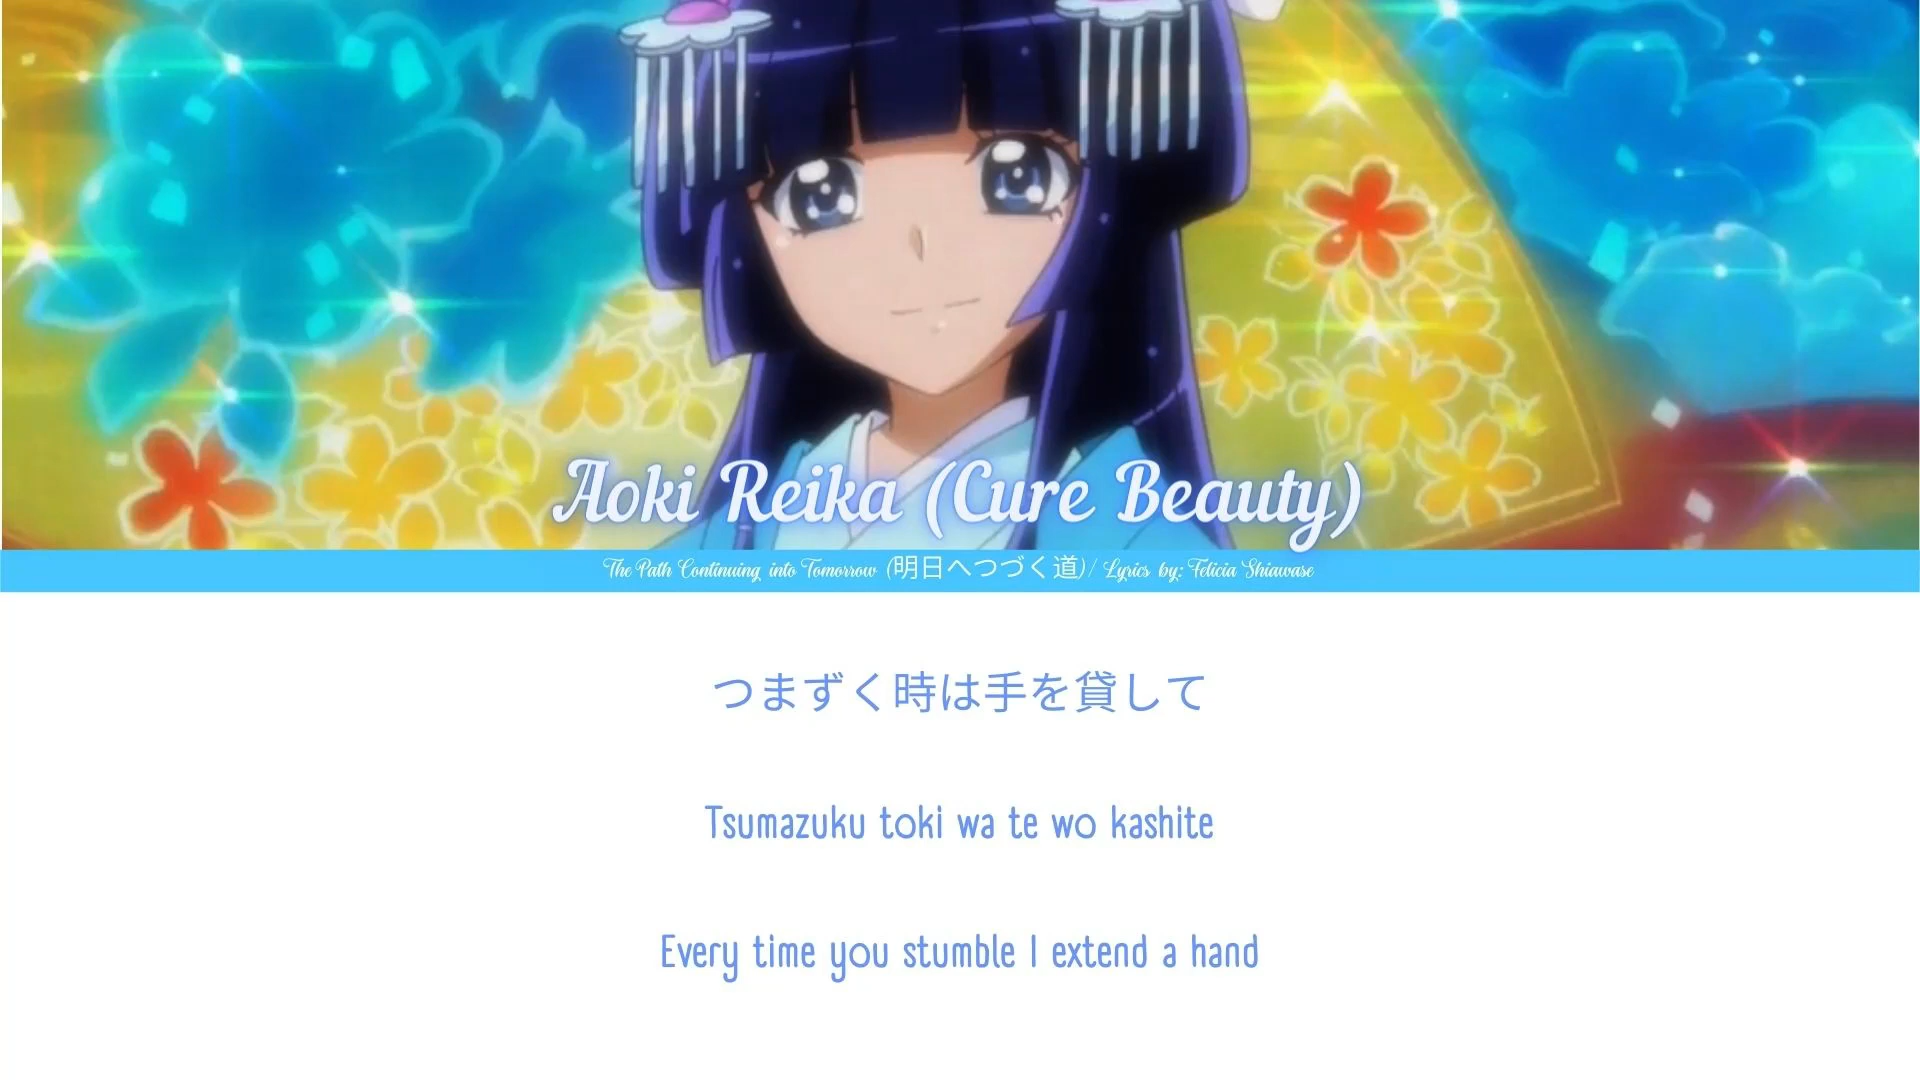 Aoki Reika (Cure Beauty)
The Path Continuing into Tomorrow (明日へつづく道)/ Lyrics by: Felicia Shiawase
つまずく時は手を貸して
Tsumazuku toki wa te wo kashite
Every time you stumble I extend a hand